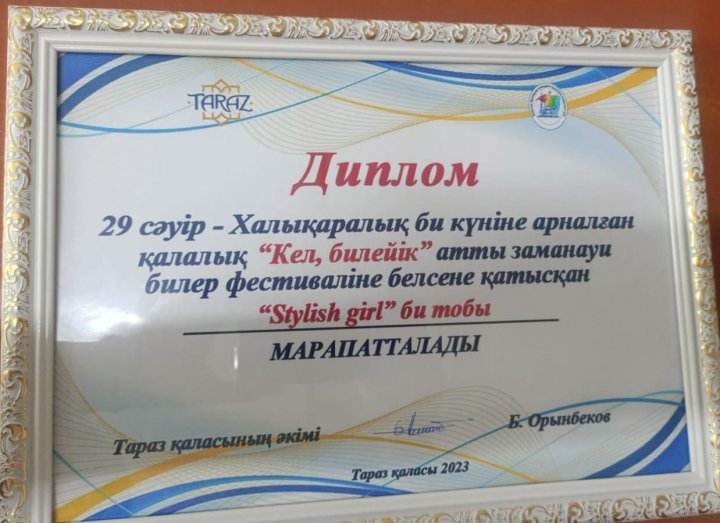 TARAZ
Диплом
29 сәуір - Халықаралық би күніне арналған
қалалық “Кел, билейік” атты заманауи
билер фестиваліне белсене қатысқан
“Stylish girl” би тобы
МАРАПАТТАЛАДЫ
Тараз қаласының әкімі
Б. Орынбеков
Тараз қаласы 2023